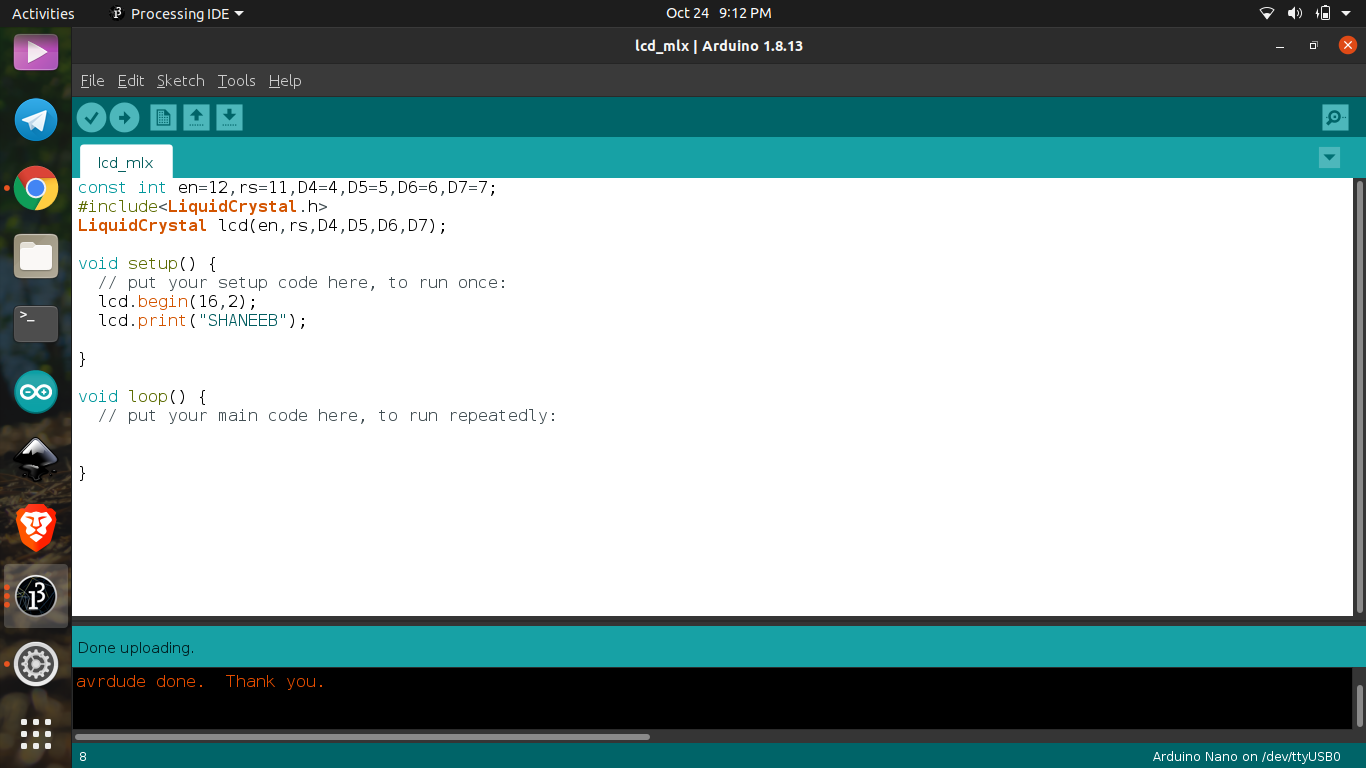 Activities Processing IDE Oct 24 9:12 PM
lcd_mlx | Arduino 1.8.13
File Edit Sketch Tools Help
lcd_mlx
const int en=12,rs=11,D4=4,D5=5,D6=6,D7=7;
#include<LiquidCrystal.h>
LiquidCrystal lcd(en,rs,D4,D5,D6,D7);
void setup() {
// put your setup code here, to run once:
lcd.begin(16,2);
lcd.print("SHANEEB");
}
void loop() {
// put your main code here, to run repeatedly:
}
Done uploading.
avrdude done.  Thank you.
8 Arduino Nano on /dev/ttyUSB0